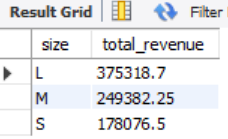 Result Grid Filter
size total_revenue
L 375318.7
M 249382.25
S 178076.5